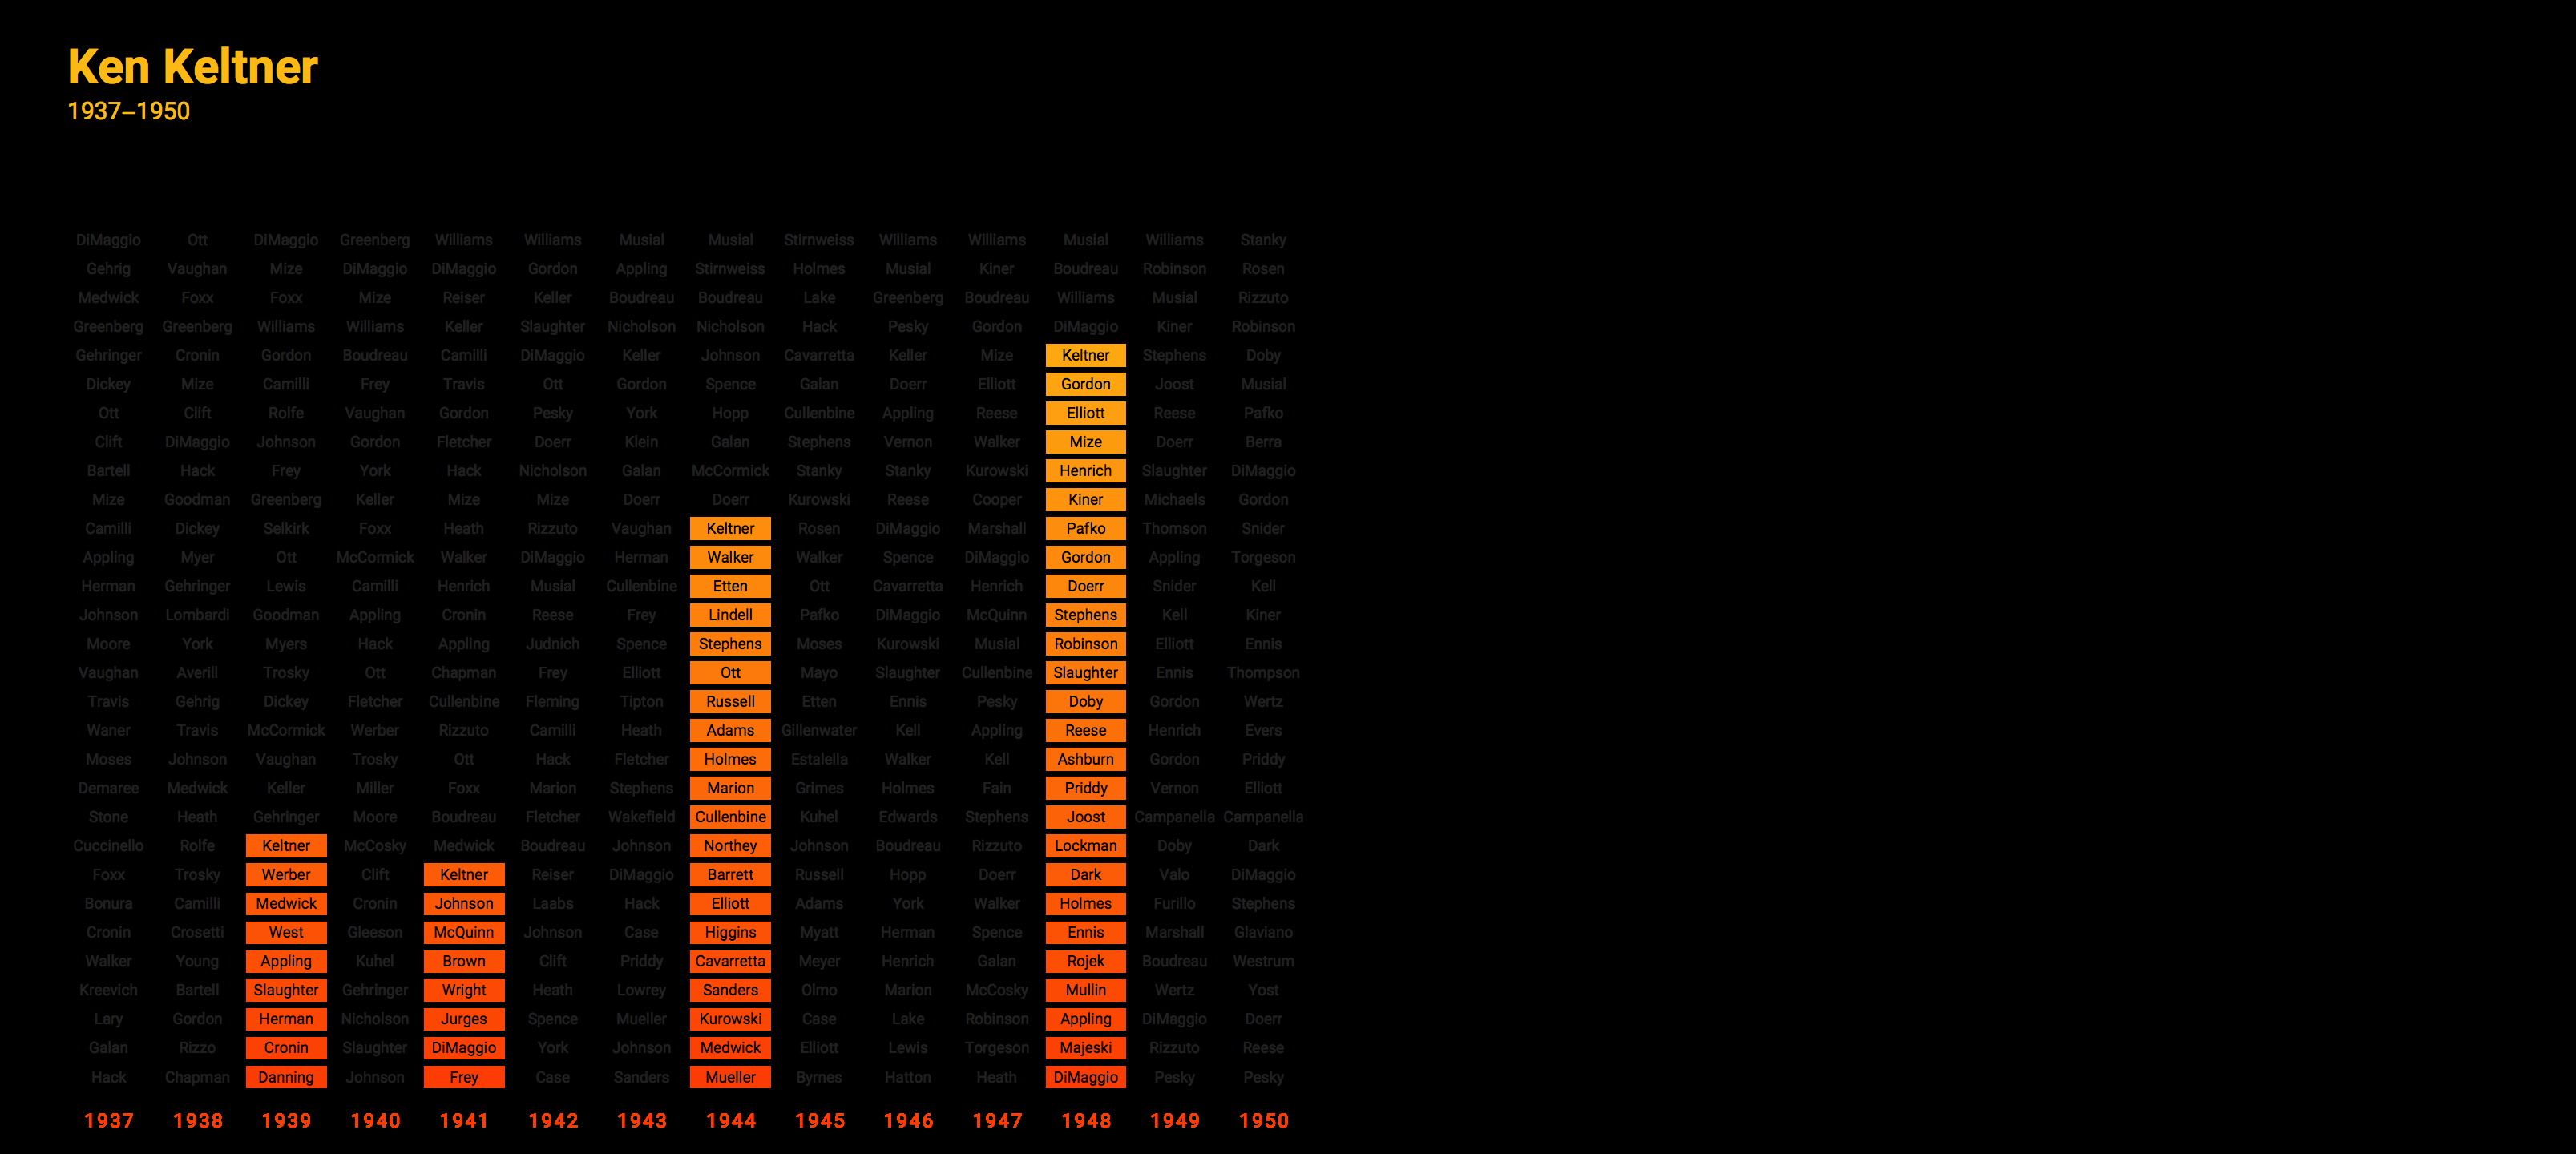 Ken Keltner
1937–1950
DiMaggio Ott DiMaggio Greenberg Williams Williams Musial Musial Stirnweiss Williams Williams Musial Williams Stanky
Gehrig Vaughan Mize DiMaggio DiMaggio Gordon Appling Stirnweiss Holmes Musial Kiner Boudreau Robinson Rosen
Medwick Foxx Foxx Mize Reiser Keller Boudreau Boudreau Lake Greenberg Boudreau Williams Musial Rizzuto
Greenberg Greenberg Williams Williams Keller Slaughter Nicholson Nicholson Hack Pesky Gordon DiMaggio Kiner Robinson
Gehringer Cronin Gordon Boudreau Camilli DiMaggio Keller Johnson Cavarretta Keller Mize Keltner Stephens Doby
Dickey Mize Camilli Frey Travis Ott Gordon Spence Galan Doerr Elliott Gordon Joost Musial
Ott Clift Rolfe Vaughan Gordon Pesky York Hopp Cullenbine Appling Reese Elliott Reese Pafko
Clift DiMaggio Johnson Gordon Fletcher Doerr Klein Galan Stephens Vernon Walker Mize Doerr Berra
Bartell Hack Frey York Hack Nicholson Galan McCormick Stanky Stanky Kurowski Henrich Slaughter DiMaggio
Mize Goodman Greenberg Keller Mize Mize Doerr Doerr Kurowski Reese Cooper Kiner Michaels Gordon
Camilli Dickey Selkirk Foxx Heath Rizzuto Vaughan Keltner Rosen DiMaggio Marshall Pafko Thomson Snider
Appling Myer Ott McCormick Walker DiMaggio Herman Walker Walker Spence DiMaggio Gordon Appling Torgeson
Herman Gehringer Lewis Camilli Henrich Musial Cullenbine Etten Ott Cavarretta Henrich Doerr Snider Kell
Johnson Lombardi Goodman Appling Cronin Reese Frey Lindell Pafko DiMaggio McQuinn Stephens Kell Kiner
Moore York Myers Hack Appling Judnich Spence Stephens Moses Kurowski Musial Robinson Elliott Ennis
Vaughan Averill Trosky Ott Chapman Frey Elliott Ott Mayo Slaughter Cullenbine Slaughter Ennis Thompson
Travis Gehrig Dickey Fletcher Cullenbine Fleming Tipton Russell Etten Ennis Pesky Doby Gordon Wertz
Waner Travis McCormick Werber Rizzuto Camilli Heath Adams Gillenwater Kell Appling Reese Henrich Evers
Moses Johnson Vaughan Trosky Ott Hack Fletcher Holmes Estalella Walker Kell Ashburn Gordon Priddy
Demaree Medwick Keller Miller Foxx Marion Stephens Marion Grimes Holmes Fain Priddy Vernon Elliott
Stone Heath Gehringer Moore Boudreau Fletcher Wakefield Cullenbine Kuhel Edwards Stephens Joost Campanella Campanella
Cuccinello Rolfe Keltner McCosky Medwick Boudreau Johnson Northey Johnson Boudreau Rizzuto Lockman Doby Dark
Foxx Trosky Werber Clift Keltner Reiser DiMaggio Barrett Russell Hopp Doerr Dark Valo DiMaggio
Bonura Camilli Medwick Cronin Johnson Laabs Hack Elliott Adams York Walker Holmes Furillo Stephens
Cronin Crosetti West Gleeson McQuinn Johnson Case Higgins Myatt Herman Spence Ennis Marshall Glaviano
Walker Young Appling Kuhel Brown Clift Priddy Cavarretta Meyer Henrich Galan Rojek Boudreau Westrum
Kreevich Bartell Slaughter Gehringer Wright Heath Lowrey Sanders Olmo Marion McCosky Mullin Wertz Yost
Lary Gordon Herman Nicholson Jurges Spence Mueller Kurowski Case Lake Robinson Appling DiMaggio Doerr
Galan Rizzo Cronin Slaughter DiMaggio York Johnson Medwick Elliott Lewis Torgeson Majeski Rizzuto Reese
Hack Chapman Danning Johnson Frey Case Sanders Mueller Byrnes Hatton Heath DiMaggio Pesky Pesky
1937 1938 1939 1940 1941 1942 1943 1944 1945 1946 1947 1948 1949 1950